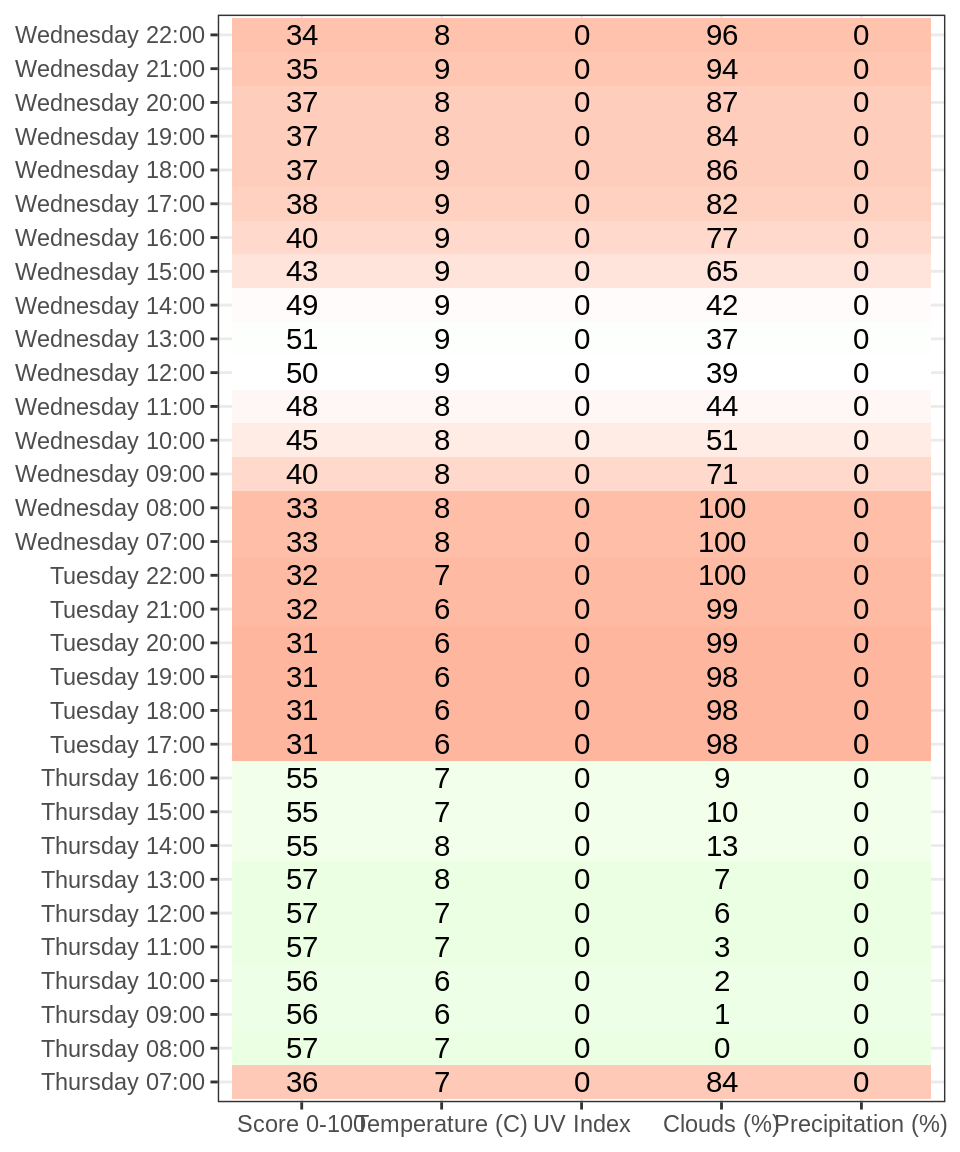 Wednesday 22:00 34 8 0 96 0
Wednesday 21:00 35 9 0 94 0
Wednesday 20:00 37 8 0 87 0
Wednesday 19:00 37 8 0 84 0
Wednesday 18:00 37 9 0 86 0
Wednesday 17:00 38 9 0 82 0
Wednesday 16:00 40 9 0 77 0
Wednesday 15:00 43 9 0 65 0
Wednesday 14:00 49 9 0 42 0
Wednesday 13:00 51 9 0 37 0
Wednesday 12:00 50 9 0 39 0
Wednesday 11:00 48 8 0 44 0
Wednesday 10:00 45 8 0 51 0
Wednesday 09:00 40 8 0 71 0
Wednesday 08:00 33 8 0 100 0
Wednesday 07:00 33 8 0 100 0
Tuesday 22:00 32 7 0 100 0
Tuesday 21:00 32 6 0 99 0
Tuesday 20:00 31 6 0 99 0
Tuesday 19:00 31 6 0 98 0
Tuesday 18:00 31 6 0 98 0
Tuesday 17:00 31 6 0 98 0
Thursday 16:00 55 7 0 9 0
Thursday 15:00 55 7 0 10 0
Thursday 14:00 55 8 0 13 0
Thursday 13:00 57 8 0 7 0
Thursday 12:00 57 7 0 6 0
Thursday 11:00 57 7 0 3 0
Thursday 10:00 56 6 0 2 0
Thursday 09:00 56 6 0 1 0
Thursday 08:00 57 7 0 0 0
Thursday 07:00 36 7 0 84 0
Score 0-100 Temperature (C) UV Index Clouds (%) Precipitation (%)